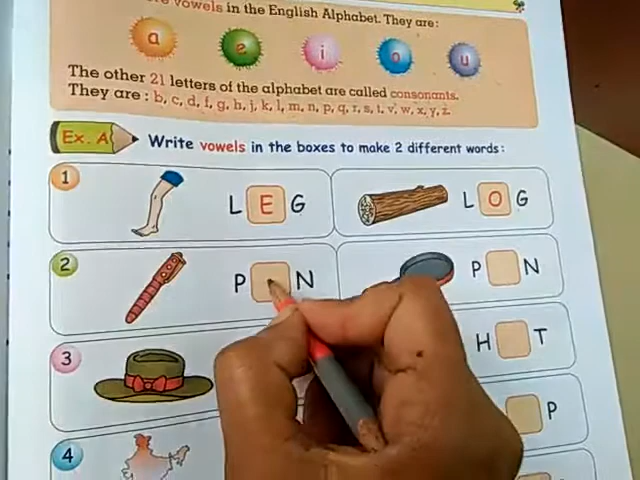 vowels in the English Alphabet. They are:
a e i o u
The other 21 letters of the alphabet are called consonants.
They are : b, c, d, f, g, h, j, k, l, m, n, p, q, r, s, t, v, w, x, y, z.
Ex. A Write vowels in the boxes to make 2 different words:
1 L E G L O G
2 P N P N
3 H T
P
4